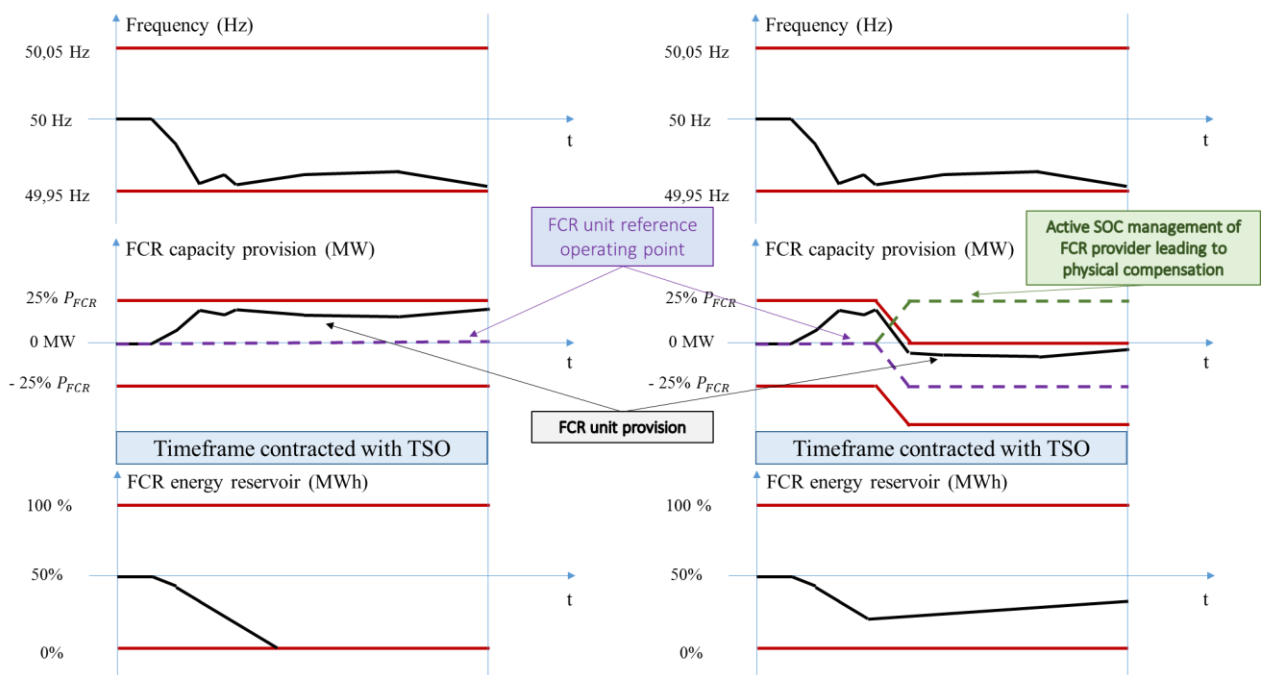 Frequency (Hz)
50,05 Hz
50 Hz
t
49,95 Hz
Frequency (Hz)
50,05 Hz
50 Hz
t
49,95 Hz
FCR unit reference
operating point
Active SOC management of
FCR provider leading to
physical compensation
FCR capacity provision (MW)
25% P_FCR
0 MW
t
- 25% P_FCR
FCR capacity provision (MW)
25% P_FCR
0 MW
t
- 25% P_FCR
FCR unit provision
Timeframe contracted with TSO
Timeframe contracted with TSO
FCR energy reservoir (MWh)
100 %
50%
t
0%
FCR energy reservoir (MWh)
100 %
50%
t
0%